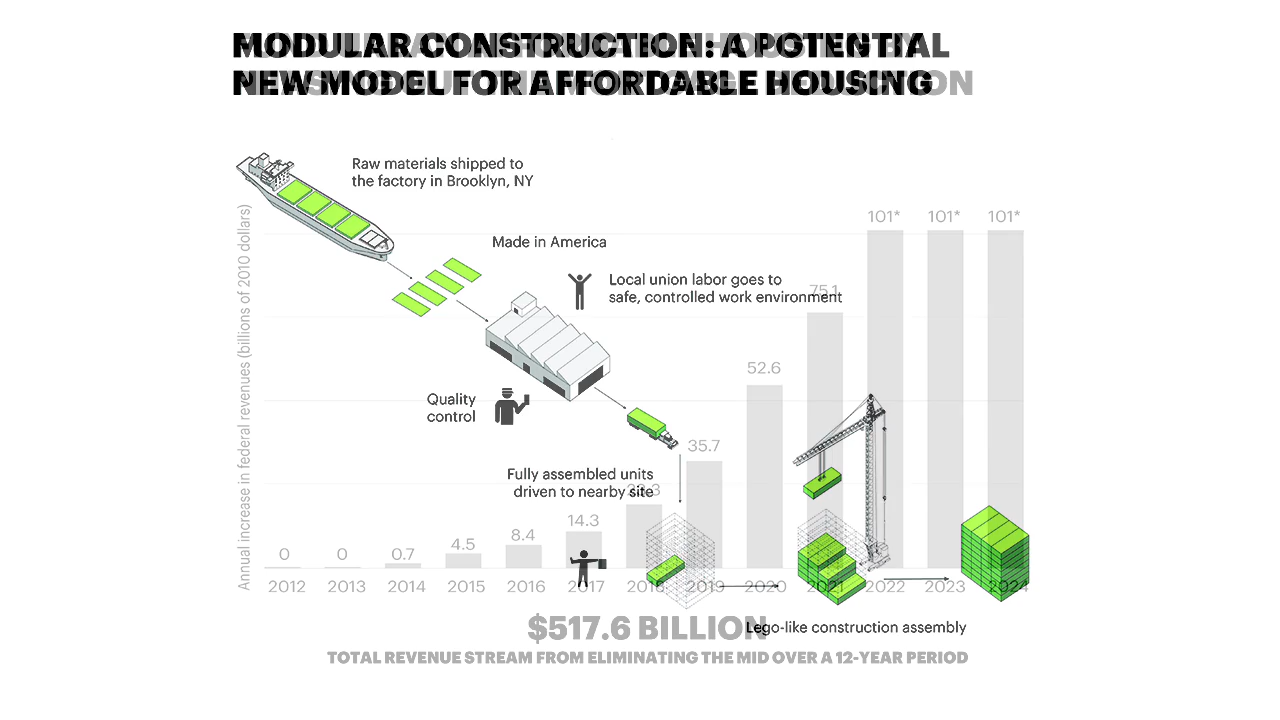 MODULAR CONSTRUCTION: A POTENTIAL
NEW MODEL FOR AFFORDABLE HOUSING
Raw materials shipped to
the factory in Brooklyn, NY
Made in America
Local union labor goes to
safe, controlled work environment
Quality
control
Fully assembled units
driven to nearby site
Lego-like construction assembly
Annual increase in federal revenues (billions of 2010 dollars)
0
0
0.7
4.5
8.4
14.3
35.7
52.6
75.1
101*
101*
101*
2012
2013
2014
2015
2016
2017
2018
2019
2020
2021
2022
2023
2024
$517.6 BILLION
TOTAL REVENUE STREAM FROM ELIMINATING THE MID OVER A 12-YEAR PERIOD